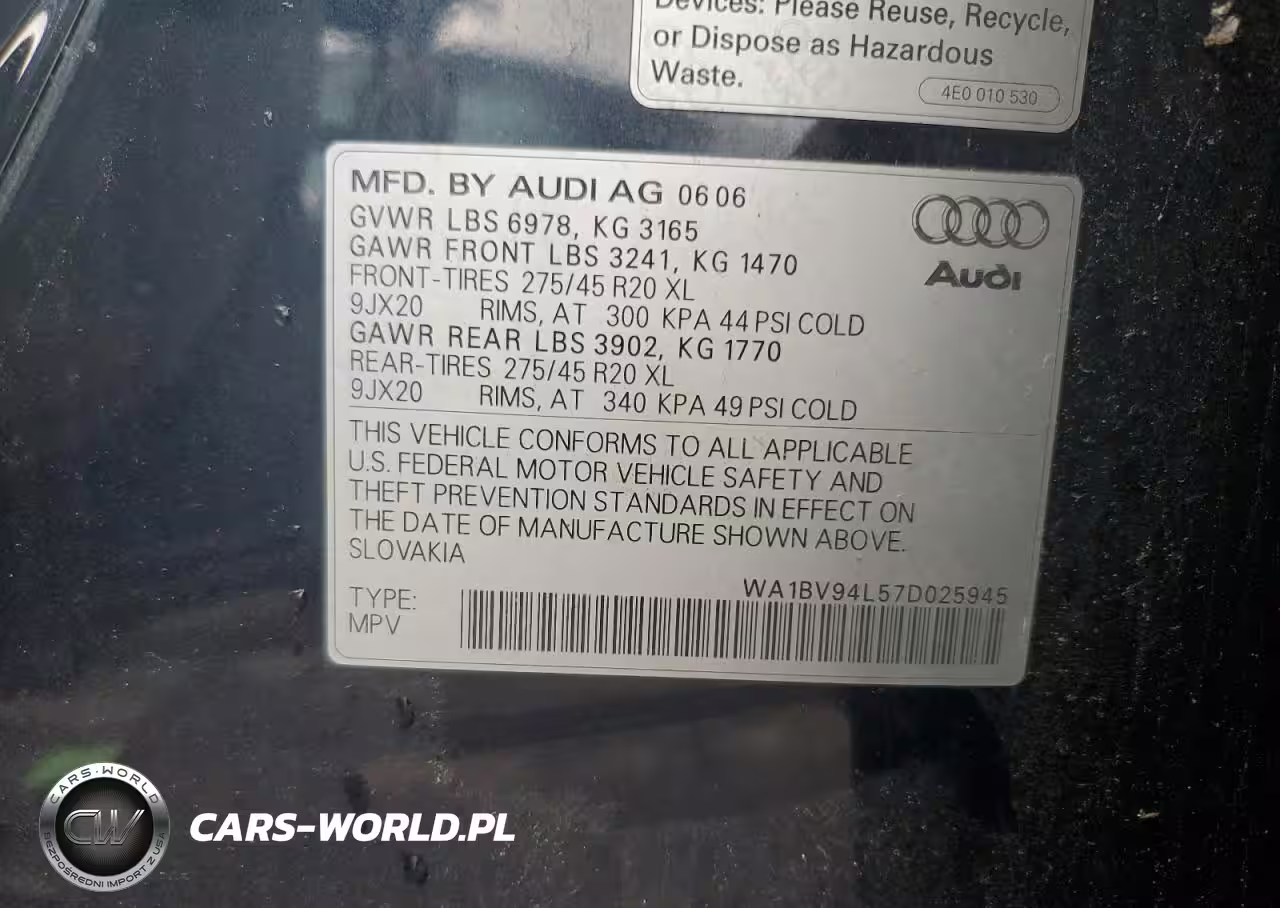 Devices: Please Reuse, Recycle,
or Dispose as Hazardous
Waste.
4E0 010 530
MFD. BY AUDI AG 06 06
GVWR LBS 6978, KG 3165
GAWR FRONT LBS 3241, KG 1470
FRONT-TIRES 275/45 R20 XL
9JX20 RIMS, AT 300 KPA 44 PSI COLD
GAWR REAR LBS 3902, KG 1770
REAR-TIRES 275/45 R20 XL
9JX20 RIMS, AT 340 KPA 49 PSI COLD
Audi
THIS VEHICLE CONFORMS TO ALL APPLICABLE
U.S. FEDERAL MOTOR VEHICLE SAFETY AND
THEFT PREVENTION STANDARDS IN EFFECT ON
THE DATE OF MANUFACTURE SHOWN ABOVE.
SLOVAKIA
WA1BV94L57D025945
TYPE:
MPV
CARS-WORLD
CW
BEZPOŚREDNI IMPORT Z USA
CARS-WORLD.PL